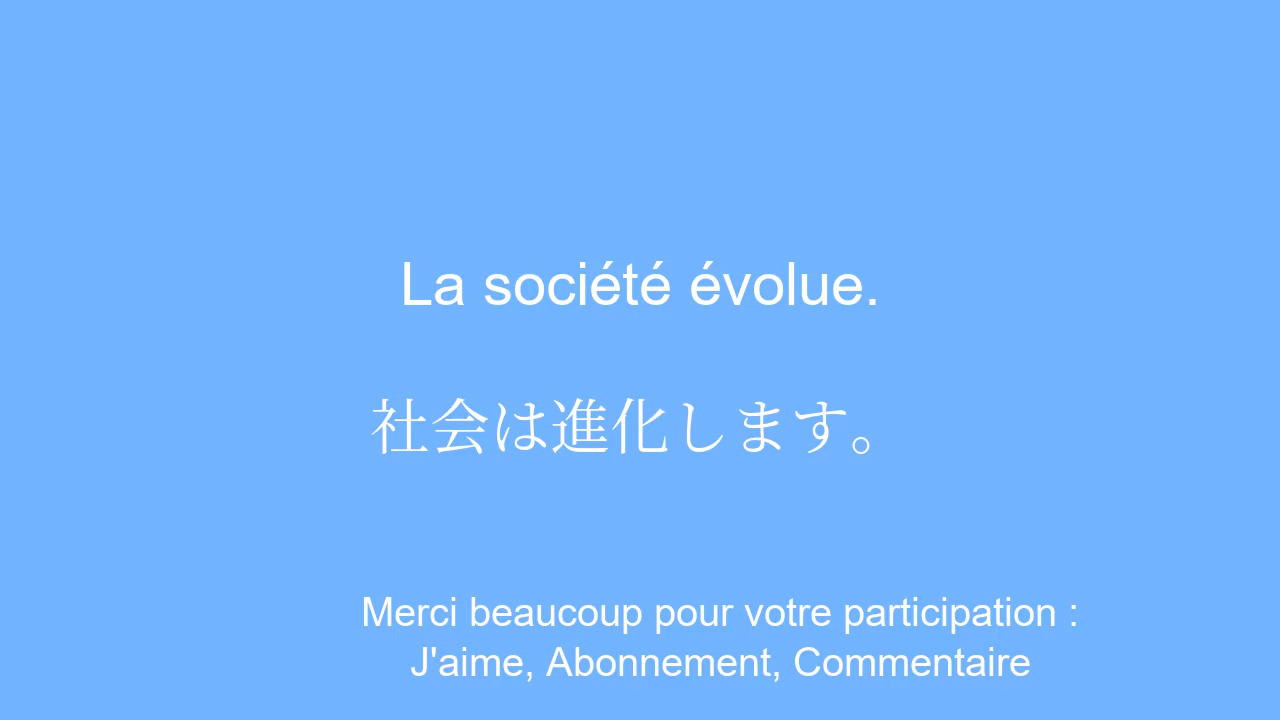 La société évolue.
社会は進化します。
Merci beaucoup pour votre participation :
J'aime, Abonnement, Commentaire